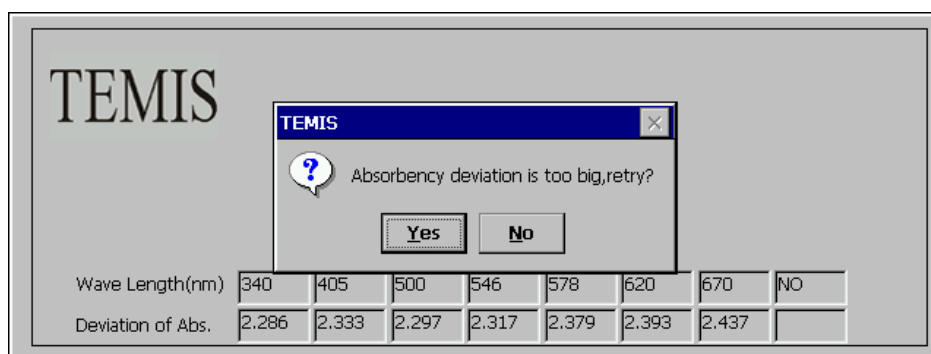 TEMIS
TEMIS
Absorbency deviation is too big,retry?
Yes No
Wave Length(nm) 340 405 500 546 578 620 670 NO
Deviation of Abs. 2.286 2.333 2.297 2.317 2.379 2.393 2.437